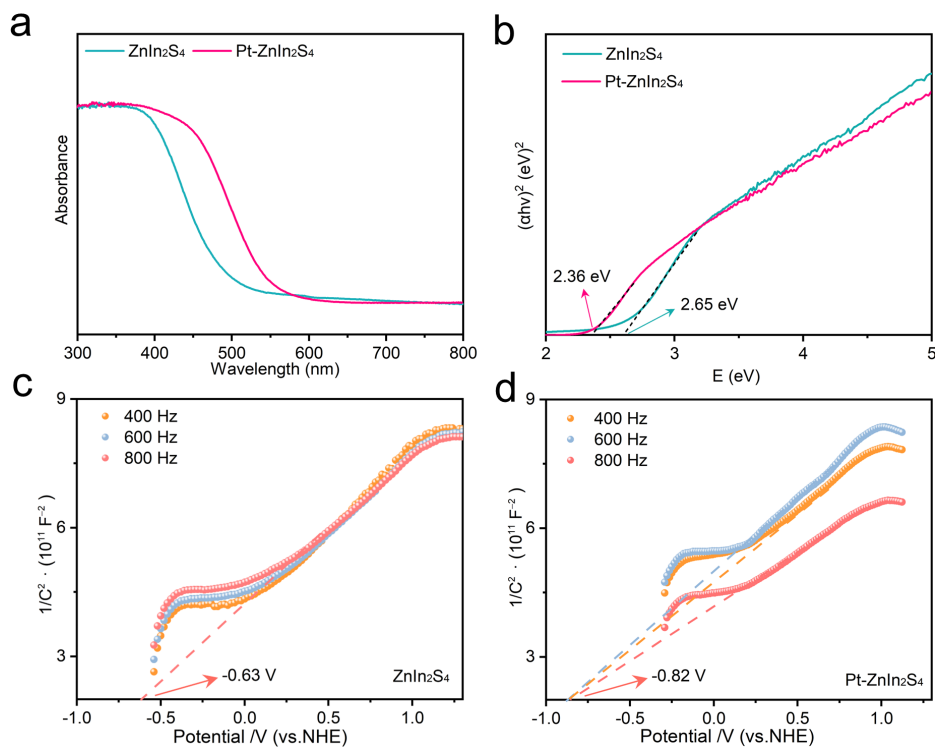 a
ZnIn₂S₄ Pt-ZnIn₂S₄
Absorbance
300 400 500 600 700 800
Wavelength (nm)
b
ZnIn₂S₄
Pt-ZnIn₂S₄
(αhv)² (eV)²
2.36 eV
2.65 eV
2 3 4 5
E (eV)
c
400 Hz
600 Hz
800 Hz
1/C² · (10¹¹ F⁻²)
9
6
3
-0.63 V
ZnIn₂S₄
-1.0 -0.5 0.0 0.5 1.0
Potential /V (vs.NHE)
d
400 Hz
600 Hz
800 Hz
1/C² · (10¹¹ F⁻²)
9
6
3
-0.82 V
Pt-ZnIn₂S₄
-1.0 -0.5 0.0 0.5 1.0
Potential /V (vs.NHE)